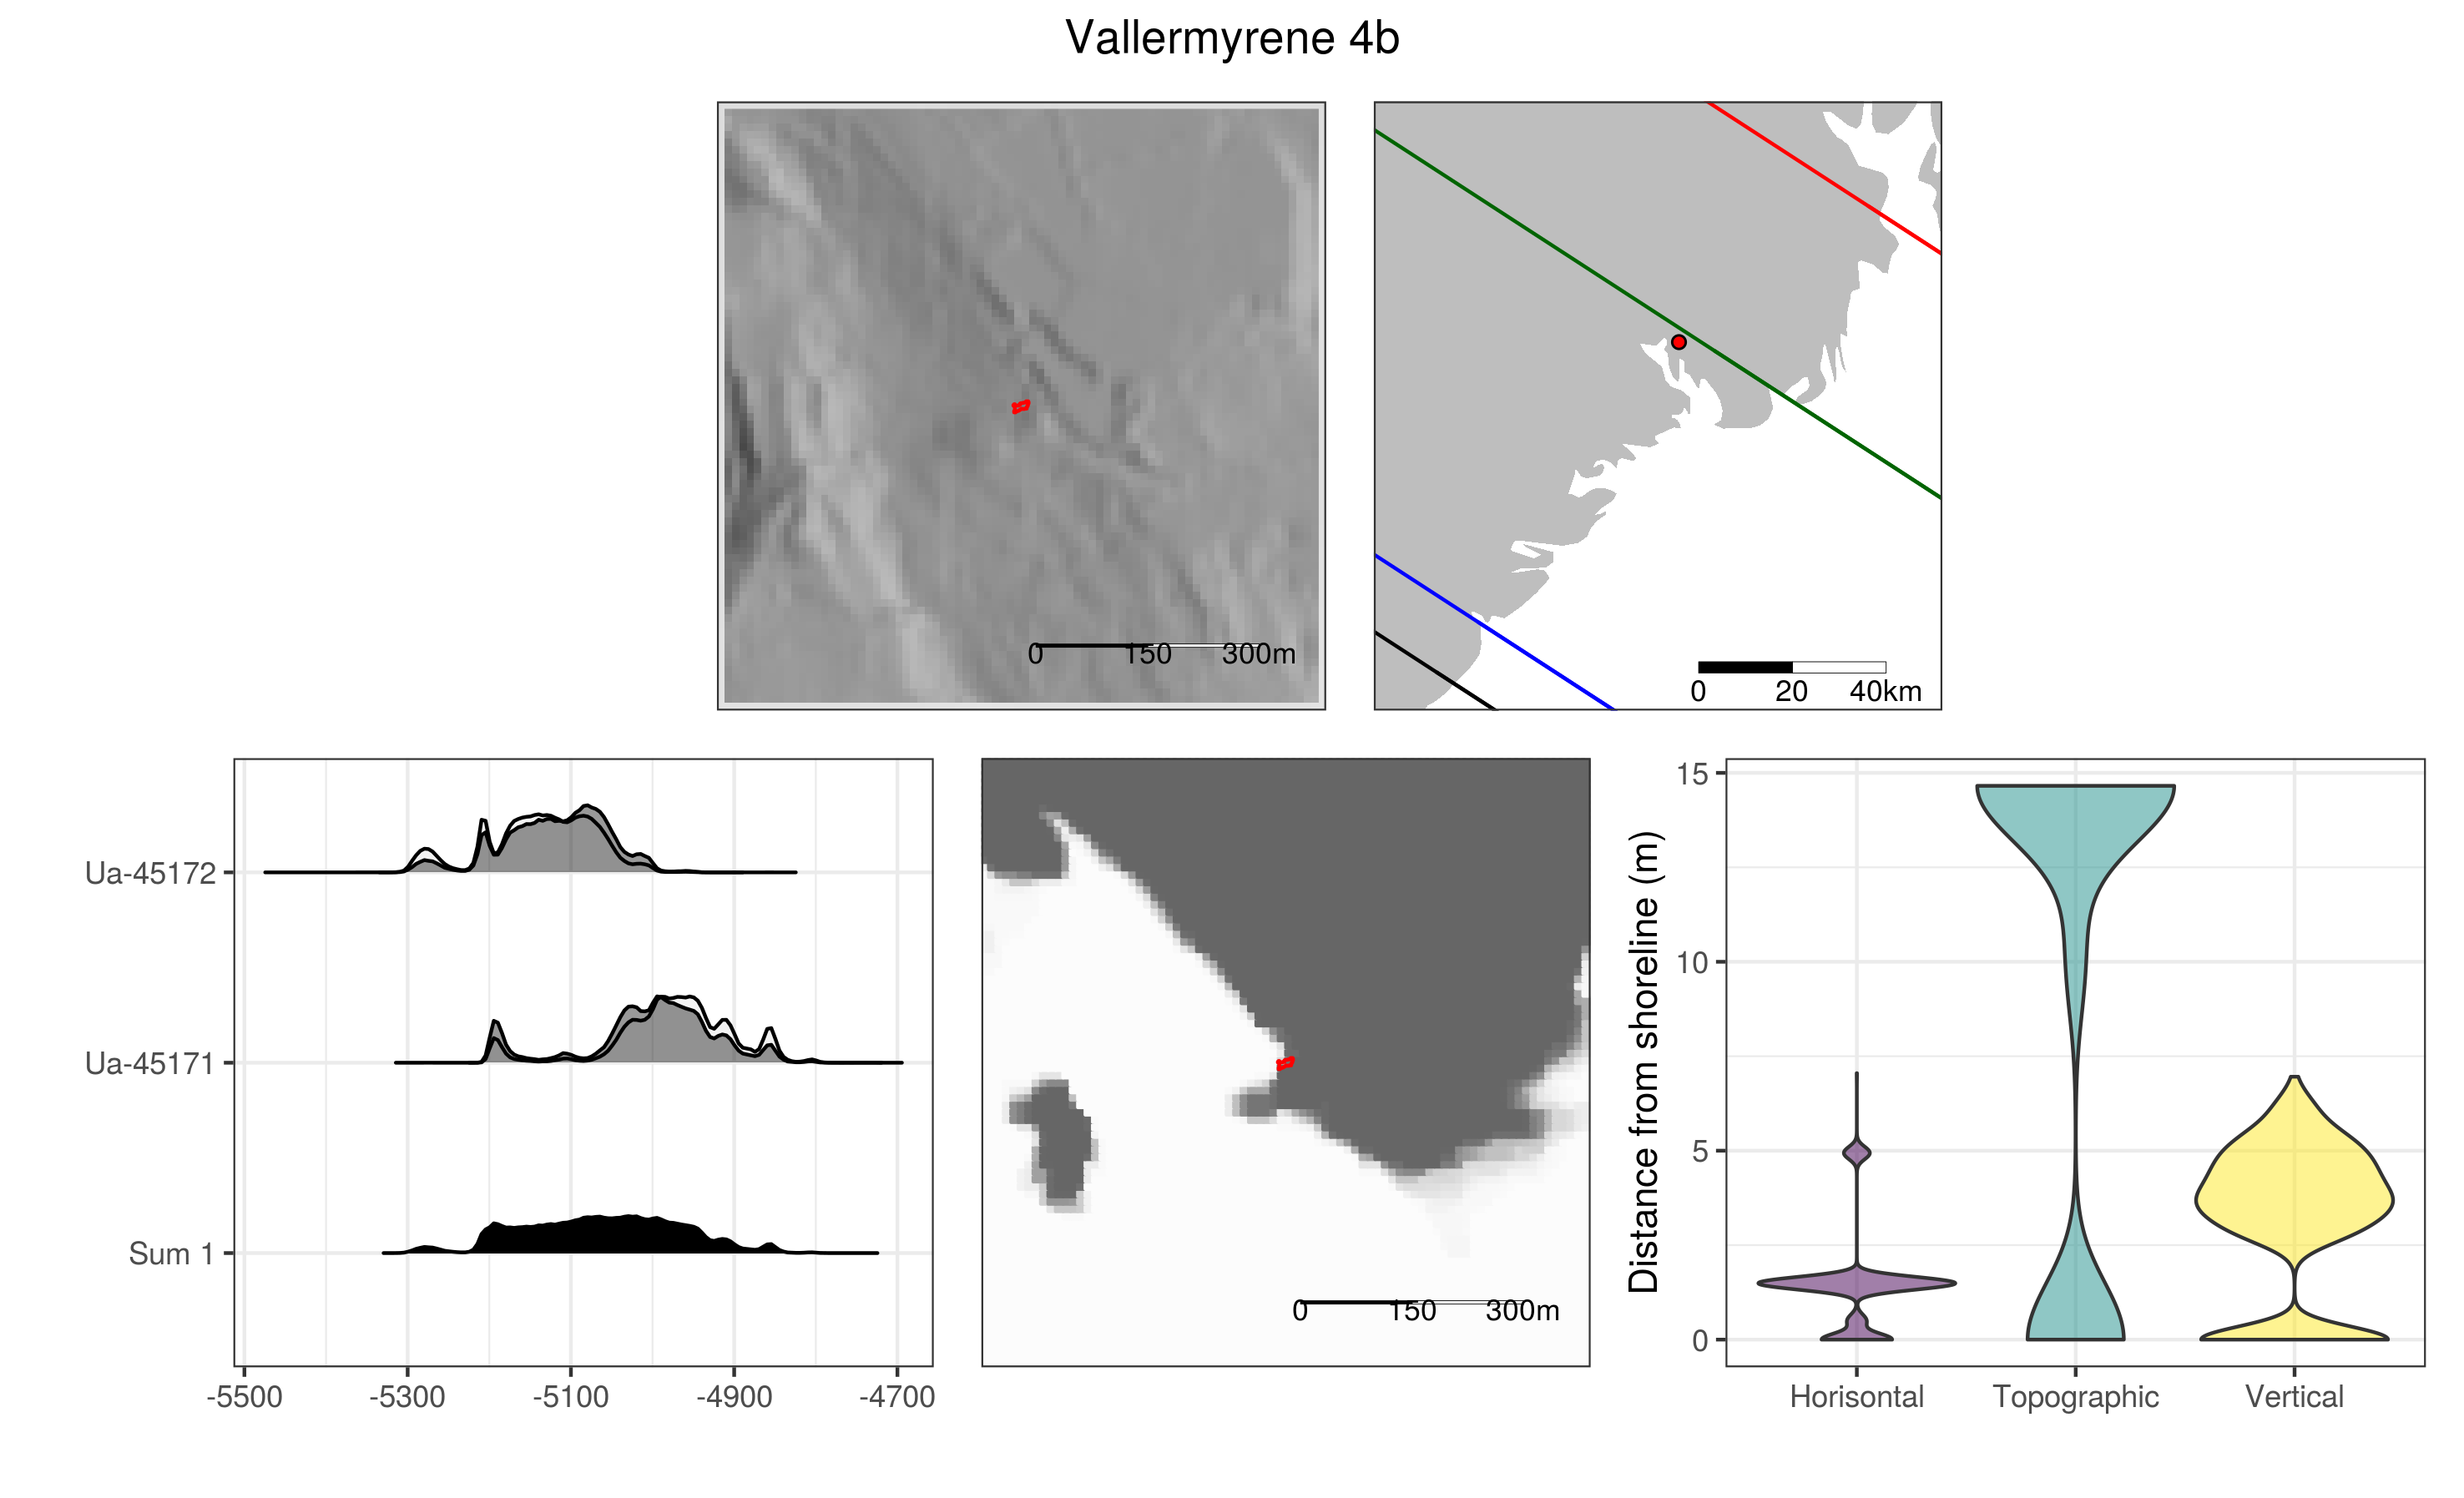 Vallermyrene 4b
0 150 300m
0 20 40km
Ua-45172
Ua-45171
Sum 1
-5500 -5300 -5100 -4900 -4700
0 150 300m
Distance from shoreline (m)
15
10
5
0
Horisontal Topographic Vertical